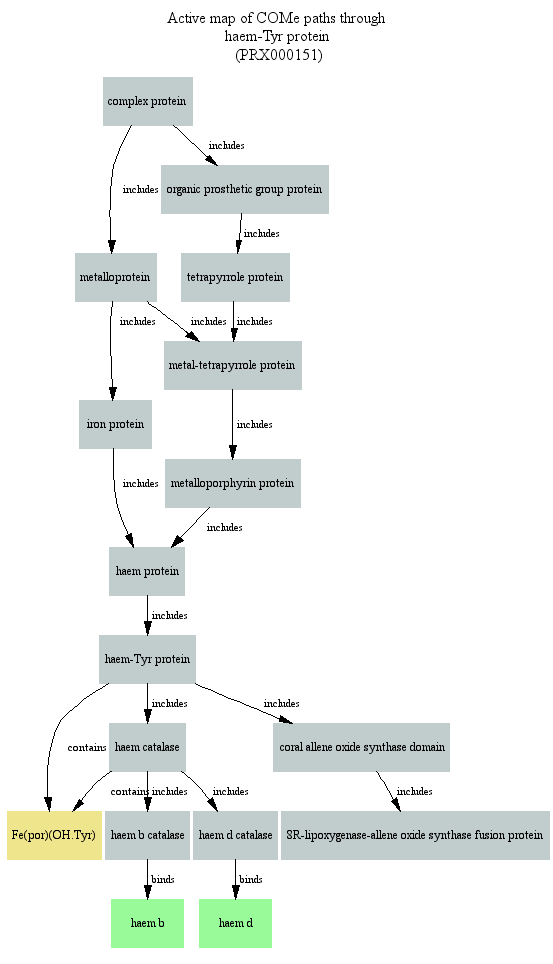 Active map of COMe paths through
haem-Tyr protein
(PRX000151)
complex protein
includes
organic prosthetic group protein
includes
includes
metalloprotein
tetrapyrrole protein
includes
includes
includes
metal-tetrapyrrole protein
iron protein
includes
metalloporphyrin protein
includes
includes
haem protein
includes
haem-Tyr protein
includes
includes
contains
haem catalase
coral allene oxide synthase domain
contains
includes
includes
includes
Fe(por)(OH.Tyr)
haem b catalase
haem d catalase
SR-lipoxygenase-allene oxide synthase fusion protein
binds
binds
haem b
haem d